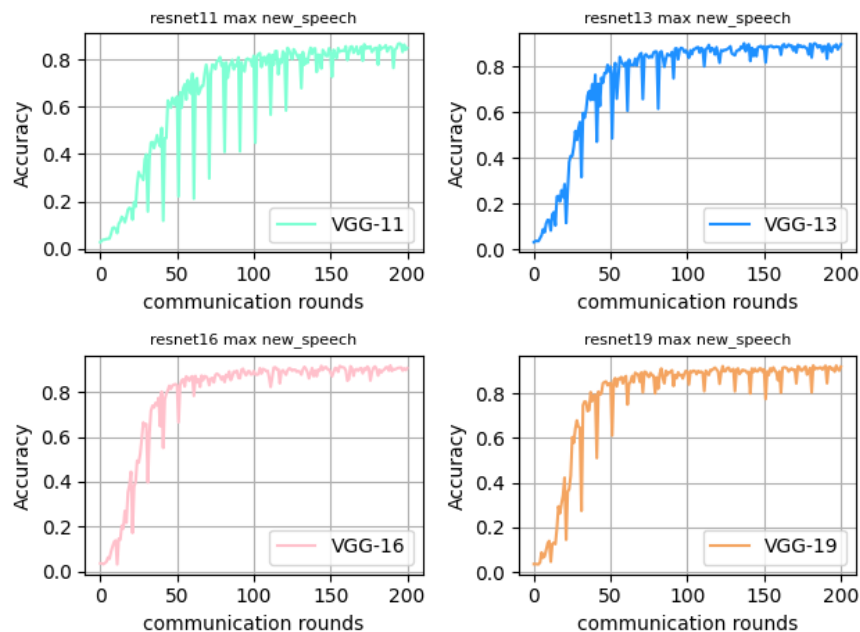 resnet11 max new_speech
0.8
0.6
0.4
0.2
0.0
Accuracy
VGG-11
0 50 100 150 200
communication rounds
resnet13 max new_speech
0.8
0.6
0.4
0.2
0.0
Accuracy
VGG-13
0 50 100 150 200
communication rounds
resnet16 max new_speech
0.8
0.6
0.4
0.2
0.0
Accuracy
VGG-16
0 50 100 150 200
communication rounds
resnet19 max new_speech
0.8
0.6
0.4
0.2
0.0
Accuracy
VGG-19
0 50 100 150 200
communication rounds